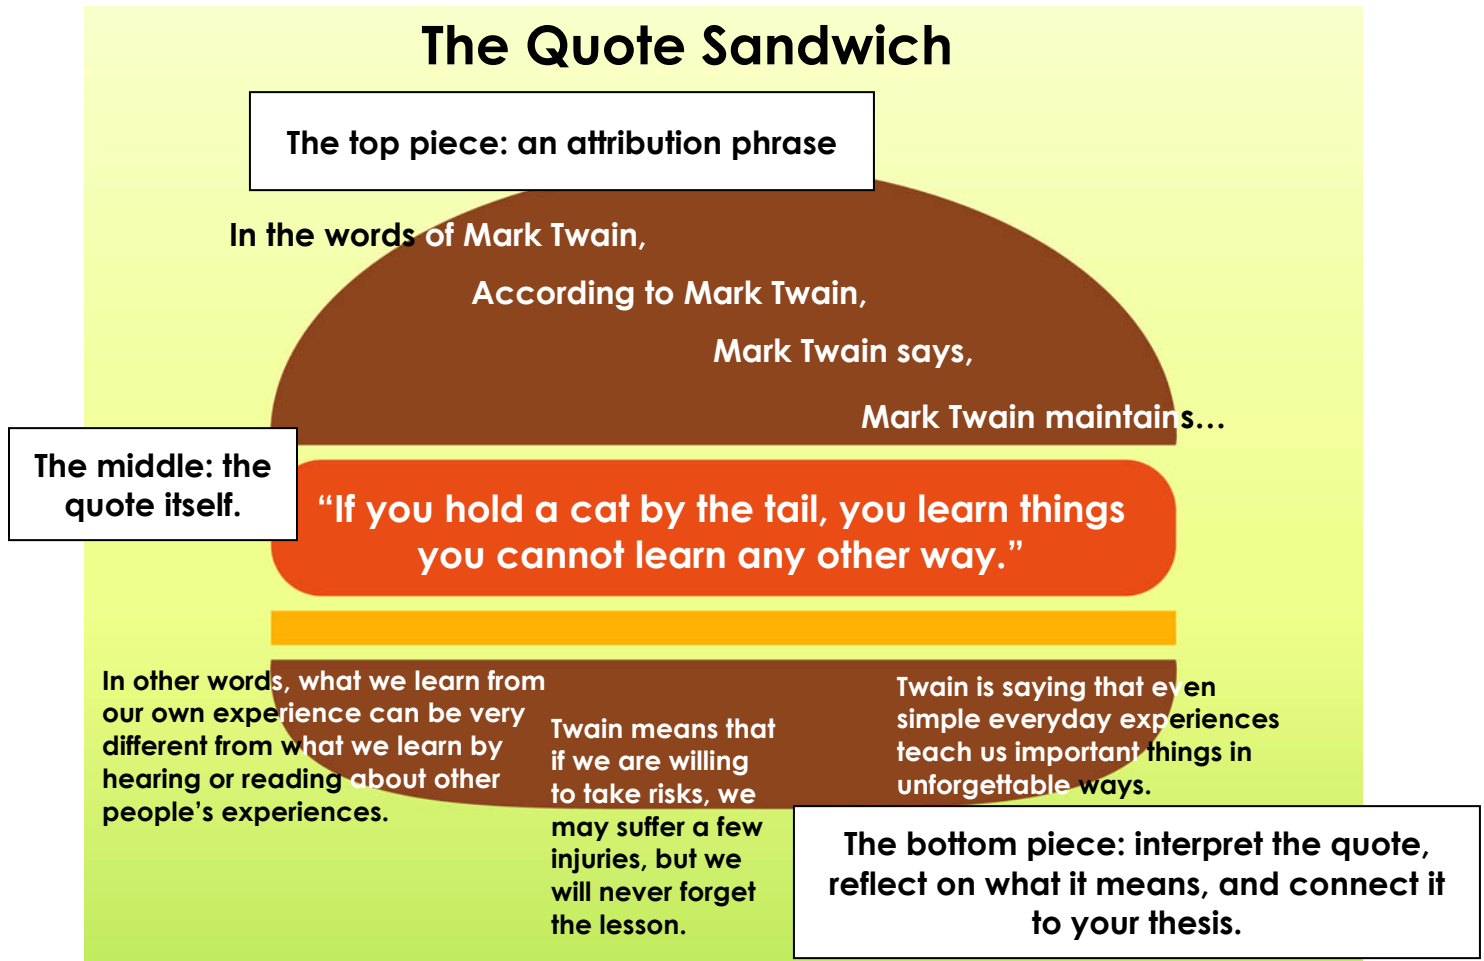 The Quote Sandwich
The top piece: an attribution phrase
In the words of Mark Twain,
According to Mark Twain,
Mark Twain says,
Mark Twain maintains…
The middle: the
quote itself.
“If you hold a cat by the tail, you learn things
you cannot learn any other way.”
In other words, what we learn from
our own experience can be very
different from what we learn by
hearing or reading about other
people’s experiences.
Twain means that
if we are willing
to take risks, we
may suffer a few
injuries, but we
will never forget
the lesson.
Twain is saying that even
simple everyday experiences
teach us important things in
unforgettable ways.
The bottom piece: interpret the quote,
reflect on what it means, and connect it
to your thesis.